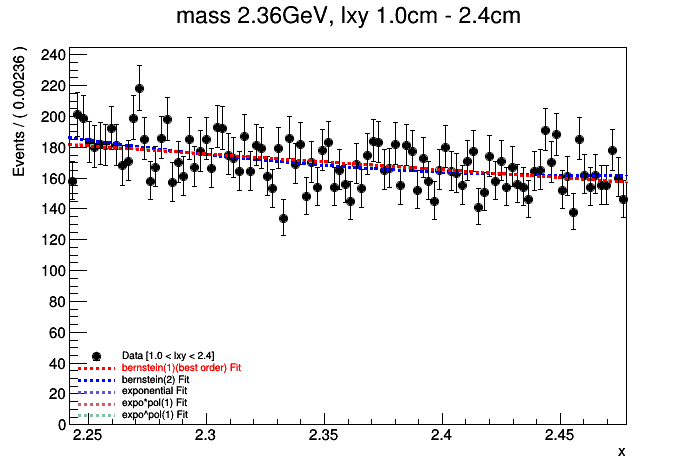 mass 2.36GeV, lxy 1.0cm - 2.4cm
Events / ( 0.00236 )
240
220
200
180
160
140
120
100
80
60
40
20
0
Data [1.0 < lxy < 2.4]
bernstein(1)(best order) Fit
bernstein(2) Fit
exponential Fit
expo*pol(1) Fit
expo^pol(1) Fit
2.25 2.3 2.35 2.4 2.45
x